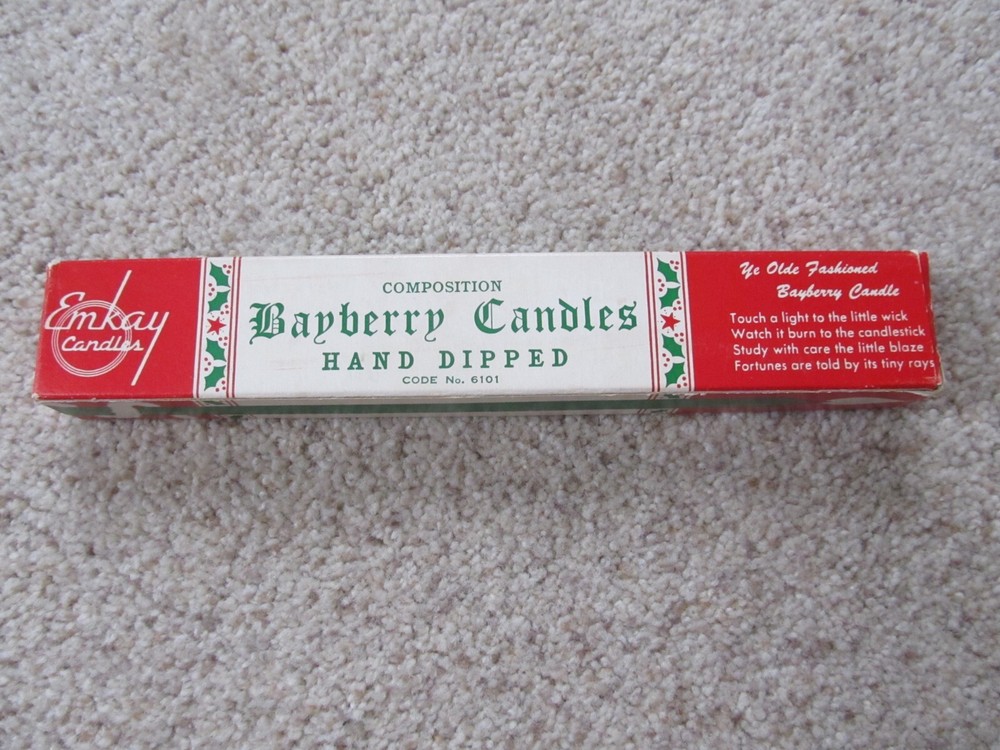 Emkay
Candles
COMPOSITION
Bayberry Candles
HAND DIPPED
CODE No. 6101
Ye Olde Fashioned
Bayberry Candle
Touch a light to the little wick
Watch it burn to the candlestick
Study with care the little blaze
Fortunes are told by its tiny rays